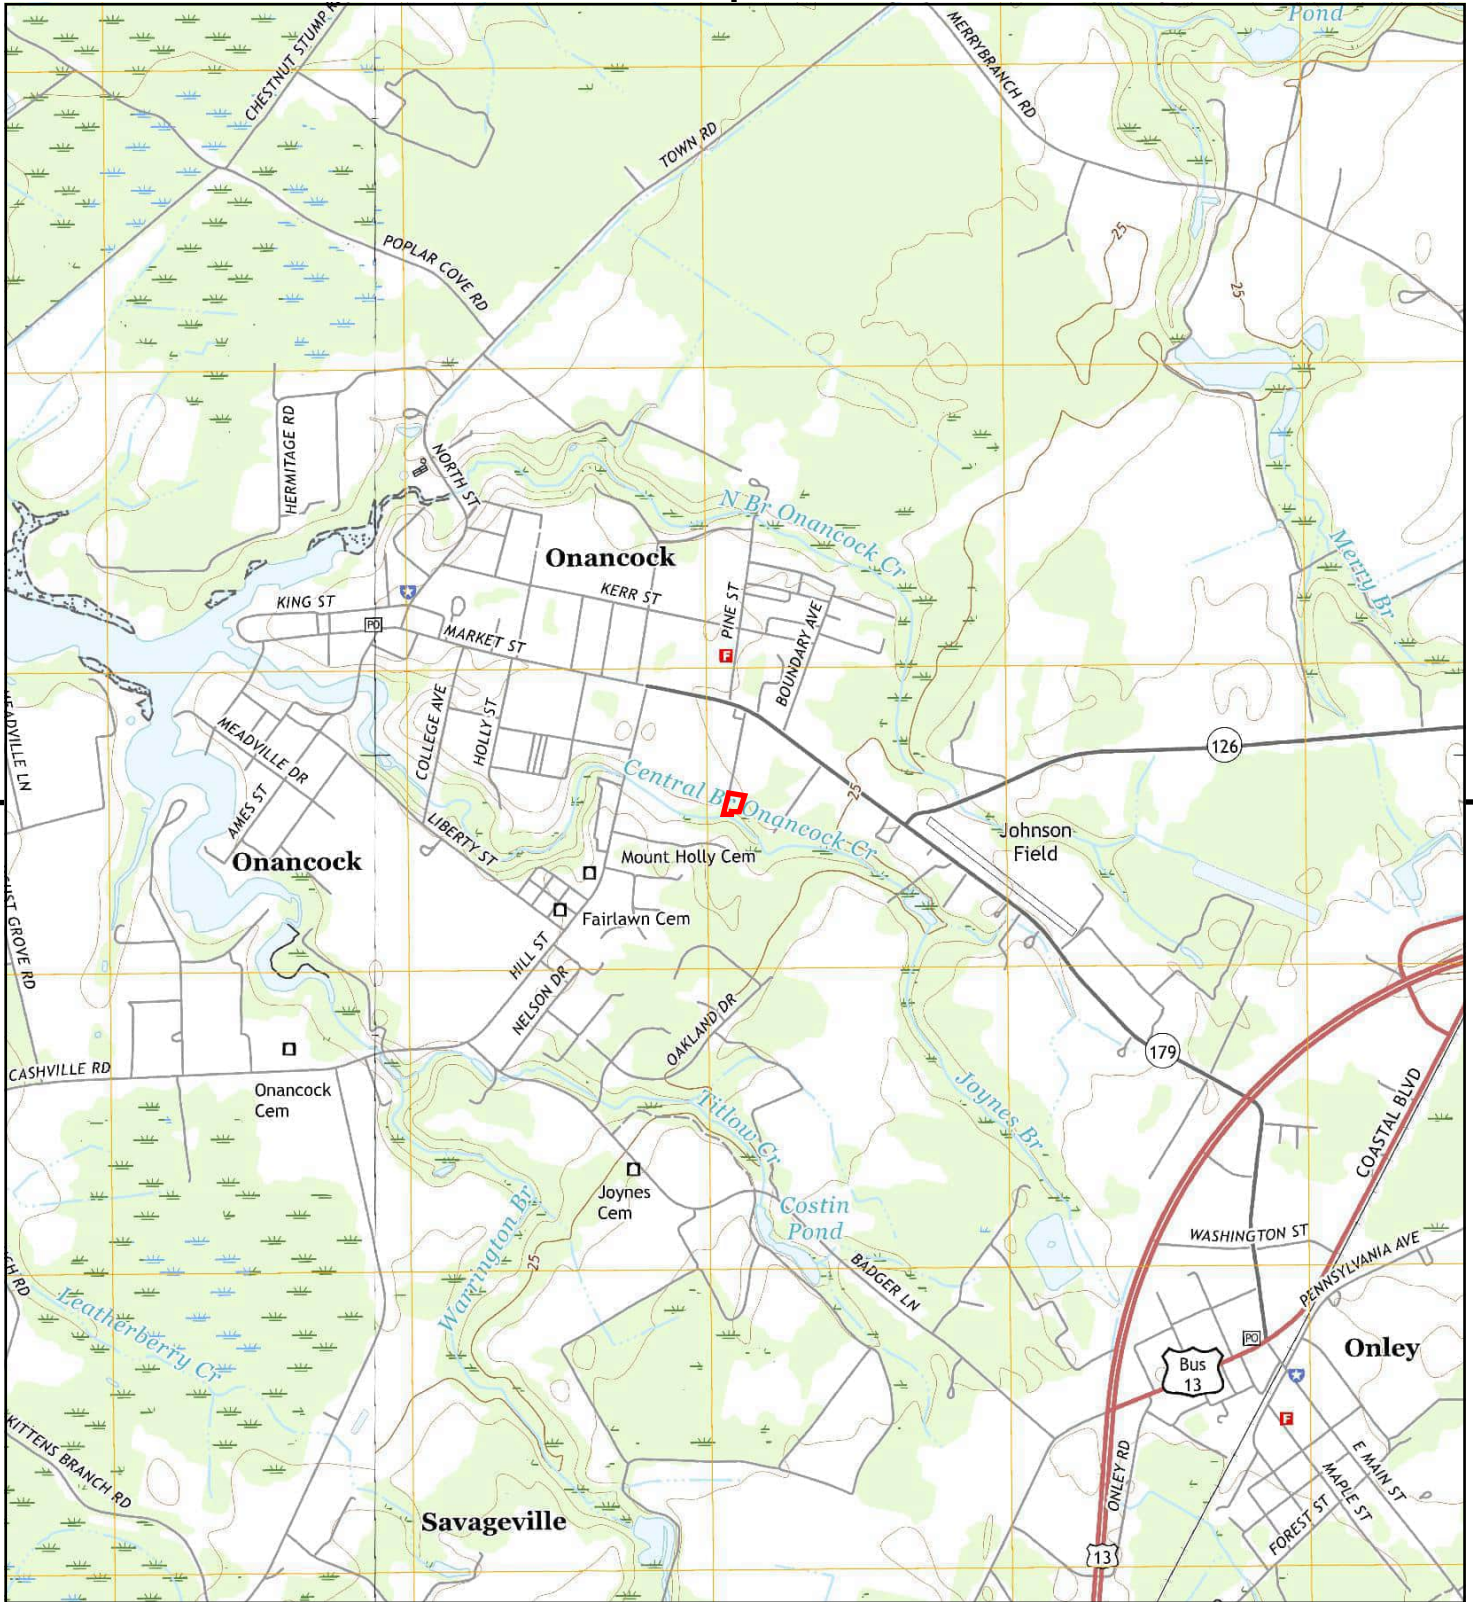 Pond
CHESTNUT STUMP R
MERRYBRANCH RD
TOWN RD
POPLAR COVE RD
25
25
HERMITAGE RD
NORTH ST
N Br Onancock Cr
Merry Br
Onancock
KERR ST
KING ST
PO
PINE ST
BOUNDARY AVE
MARKET ST
F
COLLEGE AVE
HOLLY ST
MEADVILLE DR
126
Central Br Onancock Cr
25
AMES ST
LIBERTY ST
Johnson
Field
Onancock
Mount Holly Cem
Fairlawn Cem
HILL ST
NELSON DR
OAKLAND DR
179
CASHVILLE RD
Onancock
Cem
Titlow Cr
Joynes Br
COASTAL BLVD
Joynes
Cem
Warrington Br
Costin
Pond
25
WASHINGTON ST
PENNSYLVANIA AVE
BADGER LN
Leatherberry Cr
PO
Onley
Bus
13
F
KITTENS BRANCH RD
ONLEY RD
E MAIN ST
MAPLE ST
FOREST ST
Savageville
13